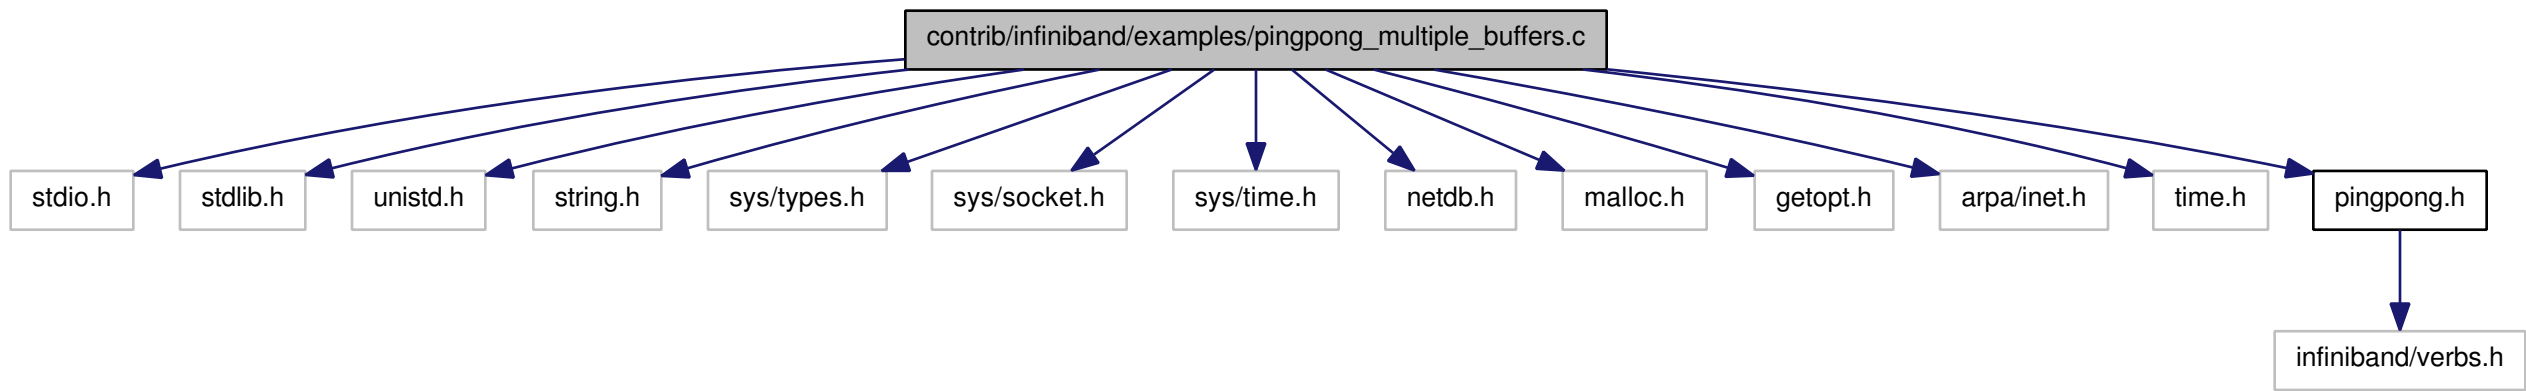 contrib/infiniband/examples/pingpong_multiple_buffers.c
stdio.h
stdlib.h
unistd.h
string.h
sys/types.h
sys/socket.h
sys/time.h
netdb.h
malloc.h
getopt.h
arpa/inet.h
time.h
pingpong.h
infiniband/verbs.h